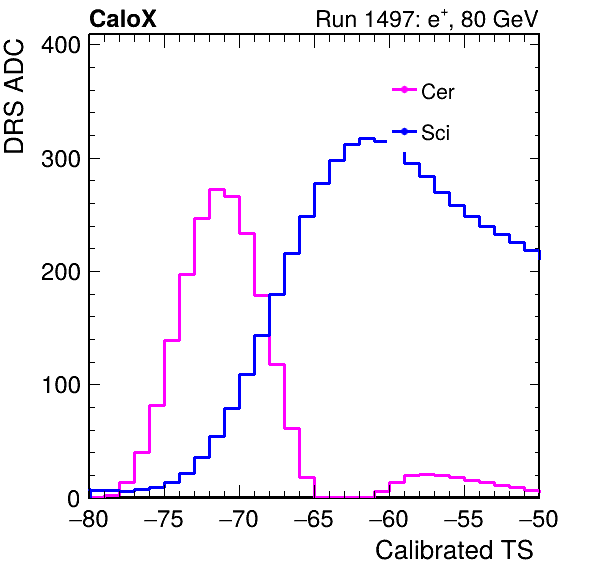 CaloX Run 1497: e⁺, 80 GeV
DRS ADC
400
300
200
100
0
Cer
Sci
−80 −75 −70 −65 −60 −55 −50
Calibrated TS